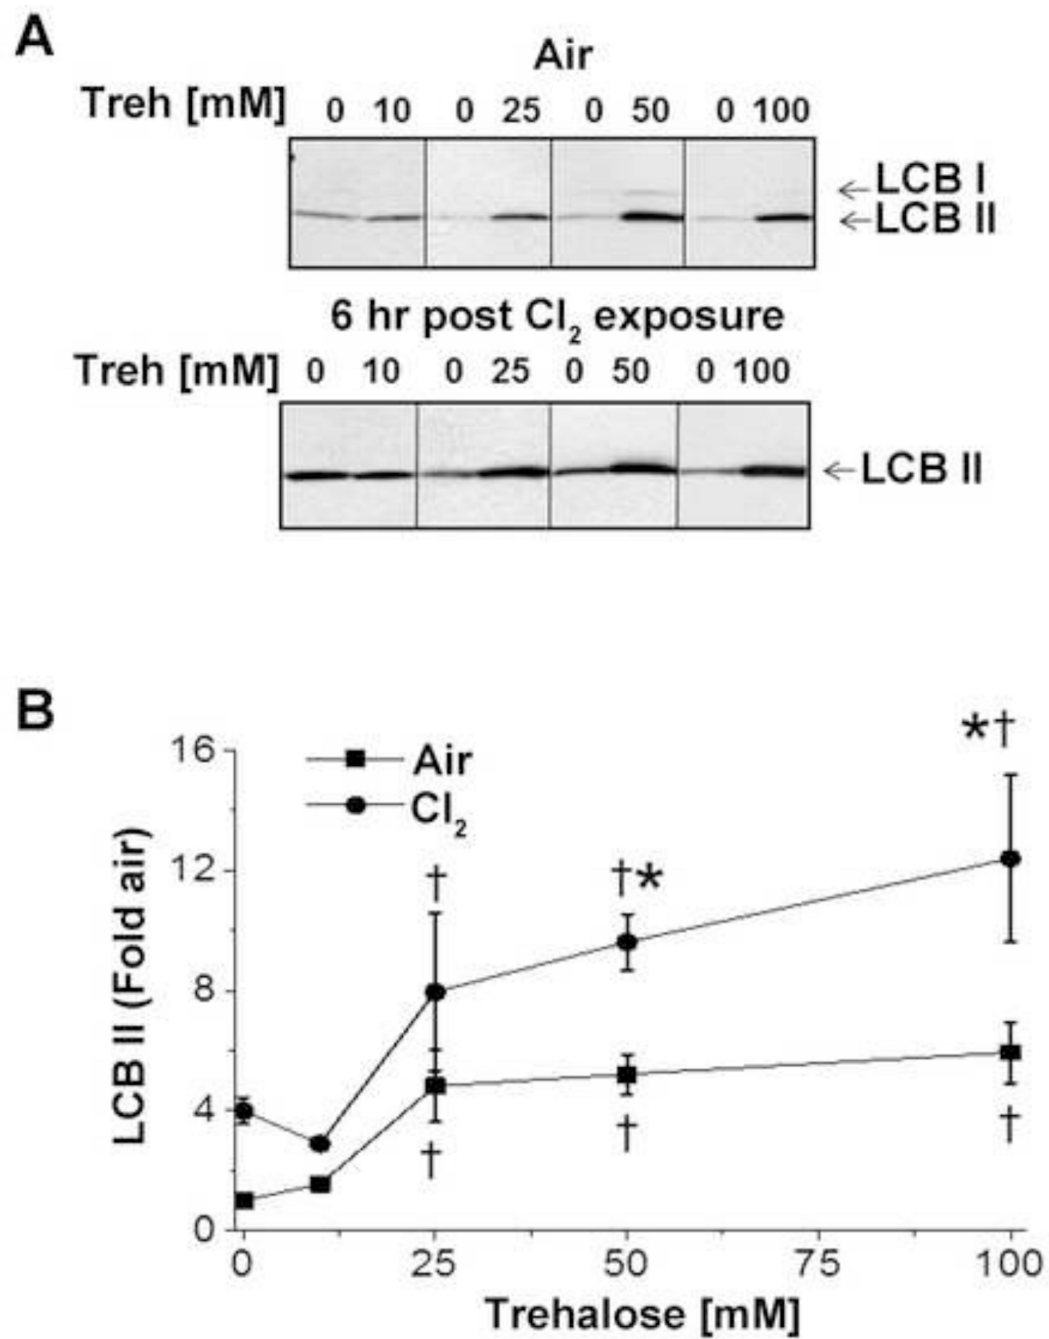 A
Air
Treh [mM] 0 10 0 25 0 50 0 100
←LCB I
←LCB II
6 hr post Cl₂ exposure
Treh [mM] 0 10 0 25 0 50 0 100
←LCB II
B
*†
16
Air
Cl₂
12
†
†*
8
4
†
†
†
0
LCB II (Fold air)
0 25 50 75 100
Trehalose [mM]